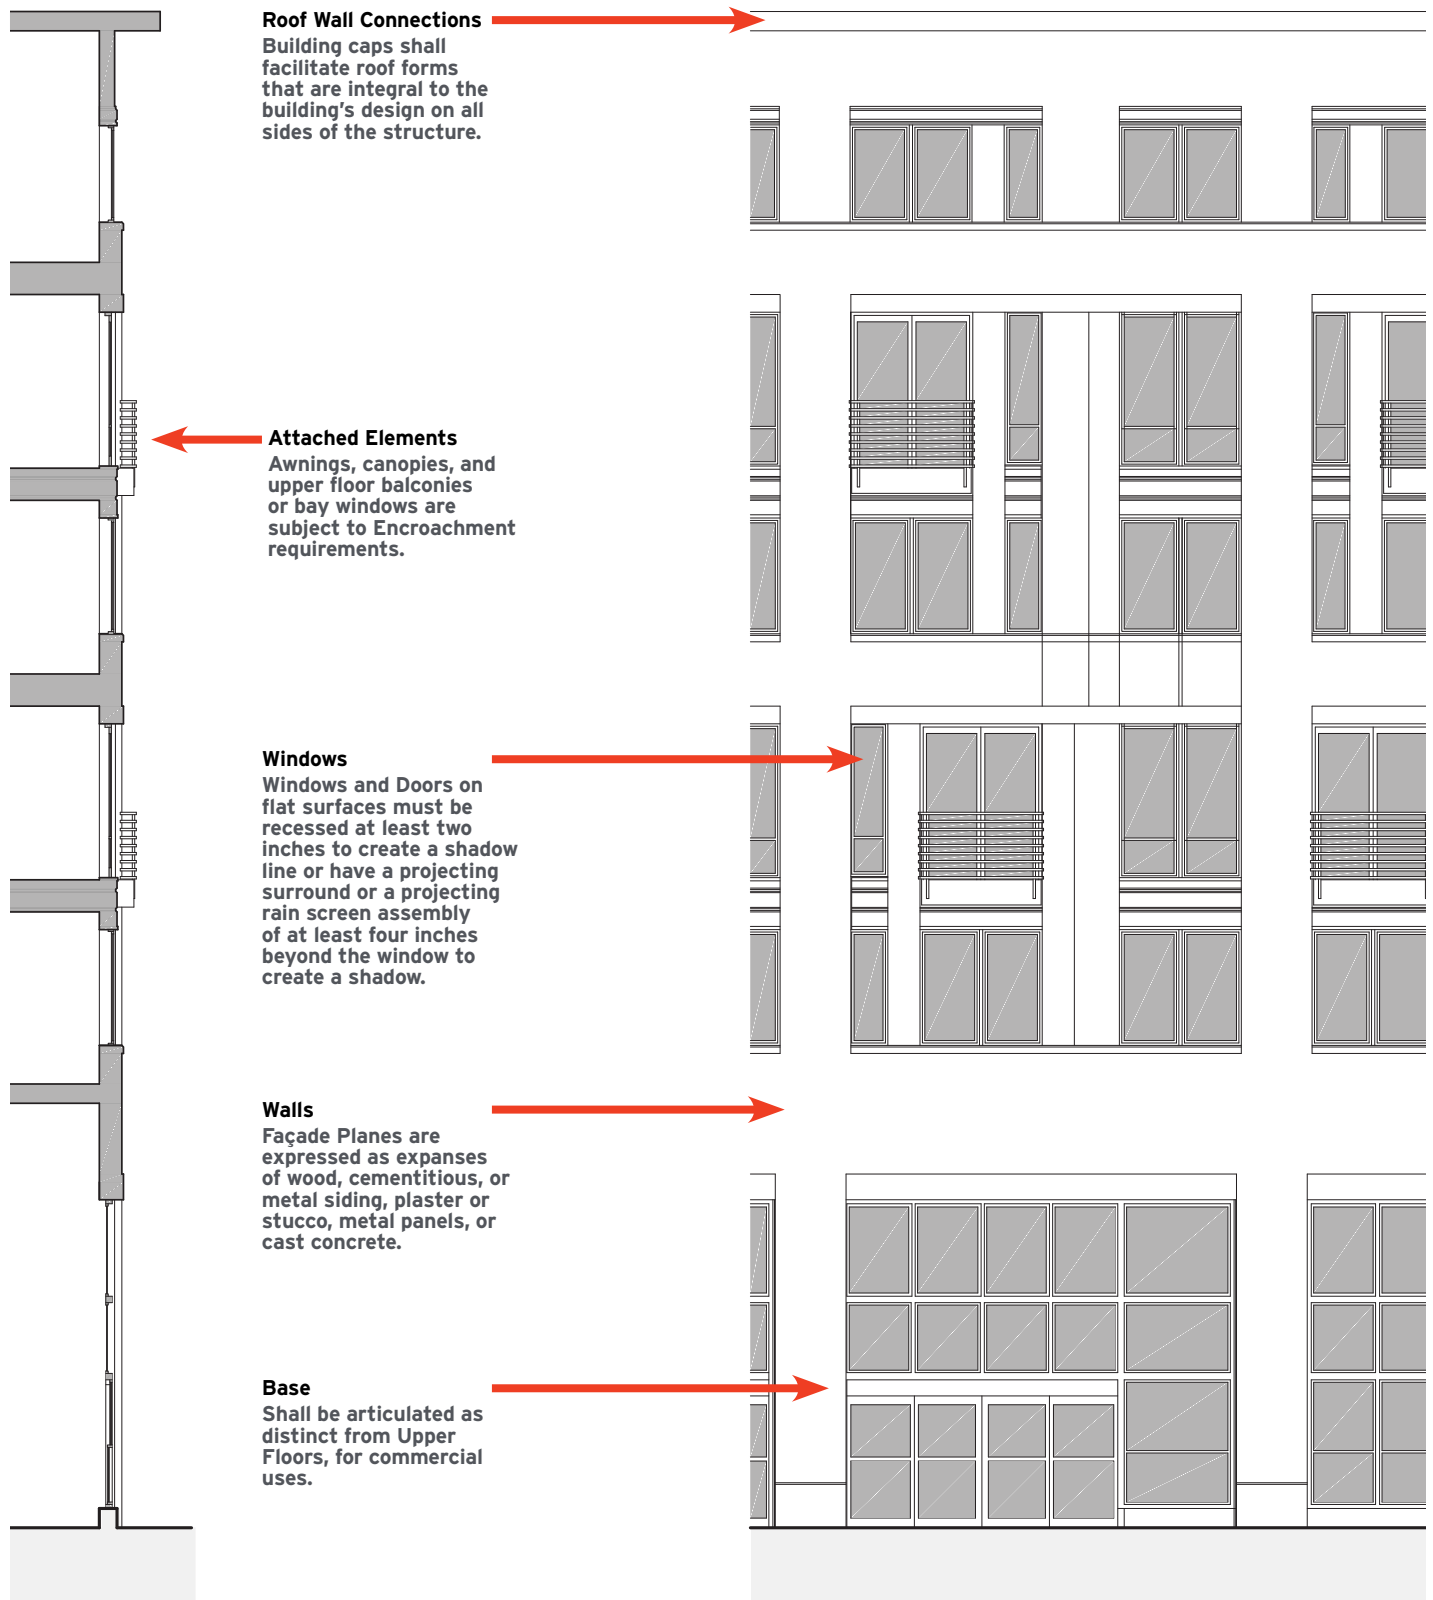 Roof Wall Connections
Building caps shall
facilitate roof forms
that are integral to the
building's design on all
sides of the structure.
Attached Elements
Awnings, canopies, and
upper floor balconies
or bay windows are
subject to Encroachment
requirements.
Windows
Windows and Doors on
flat surfaces must be
recessed at least two
inches to create a shadow
line or have a projecting
surround or a projecting
rain screen assembly
of at least four inches
beyond the window to
create a shadow.
Walls
Façade Planes are
expressed as expanses
of wood, cementitious, or
metal siding, plaster or
stucco, metal panels, or
cast concrete.
Base
Shall be articulated as
distinct from Upper
Floors, for commercial
uses.